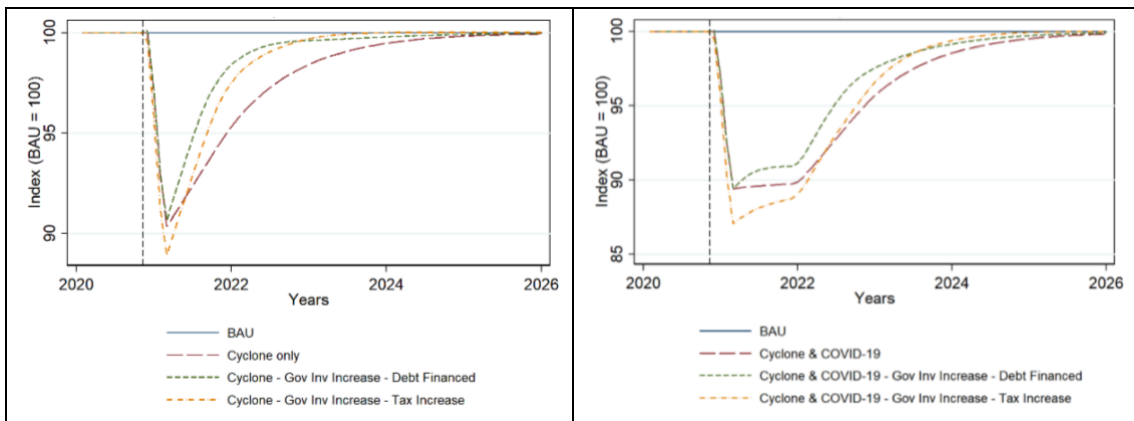 Index (BAU = 100)
100
95
90
2020
2022
2024
2026
Years
BAU
Cyclone only
Cyclone - Gov Inv Increase - Debt Financed
Cyclone - Gov Inv Increase - Tax Increase
Index (BAU = 100)
100
95
90
85
2020
2022
2024
2026
Years
BAU
Cyclone & COVID-19
Cyclone & COVID-19 - Gov Inv Increase - Debt Financed
Cyclone & COVID-19 - Gov Inv Increase - Tax Increase